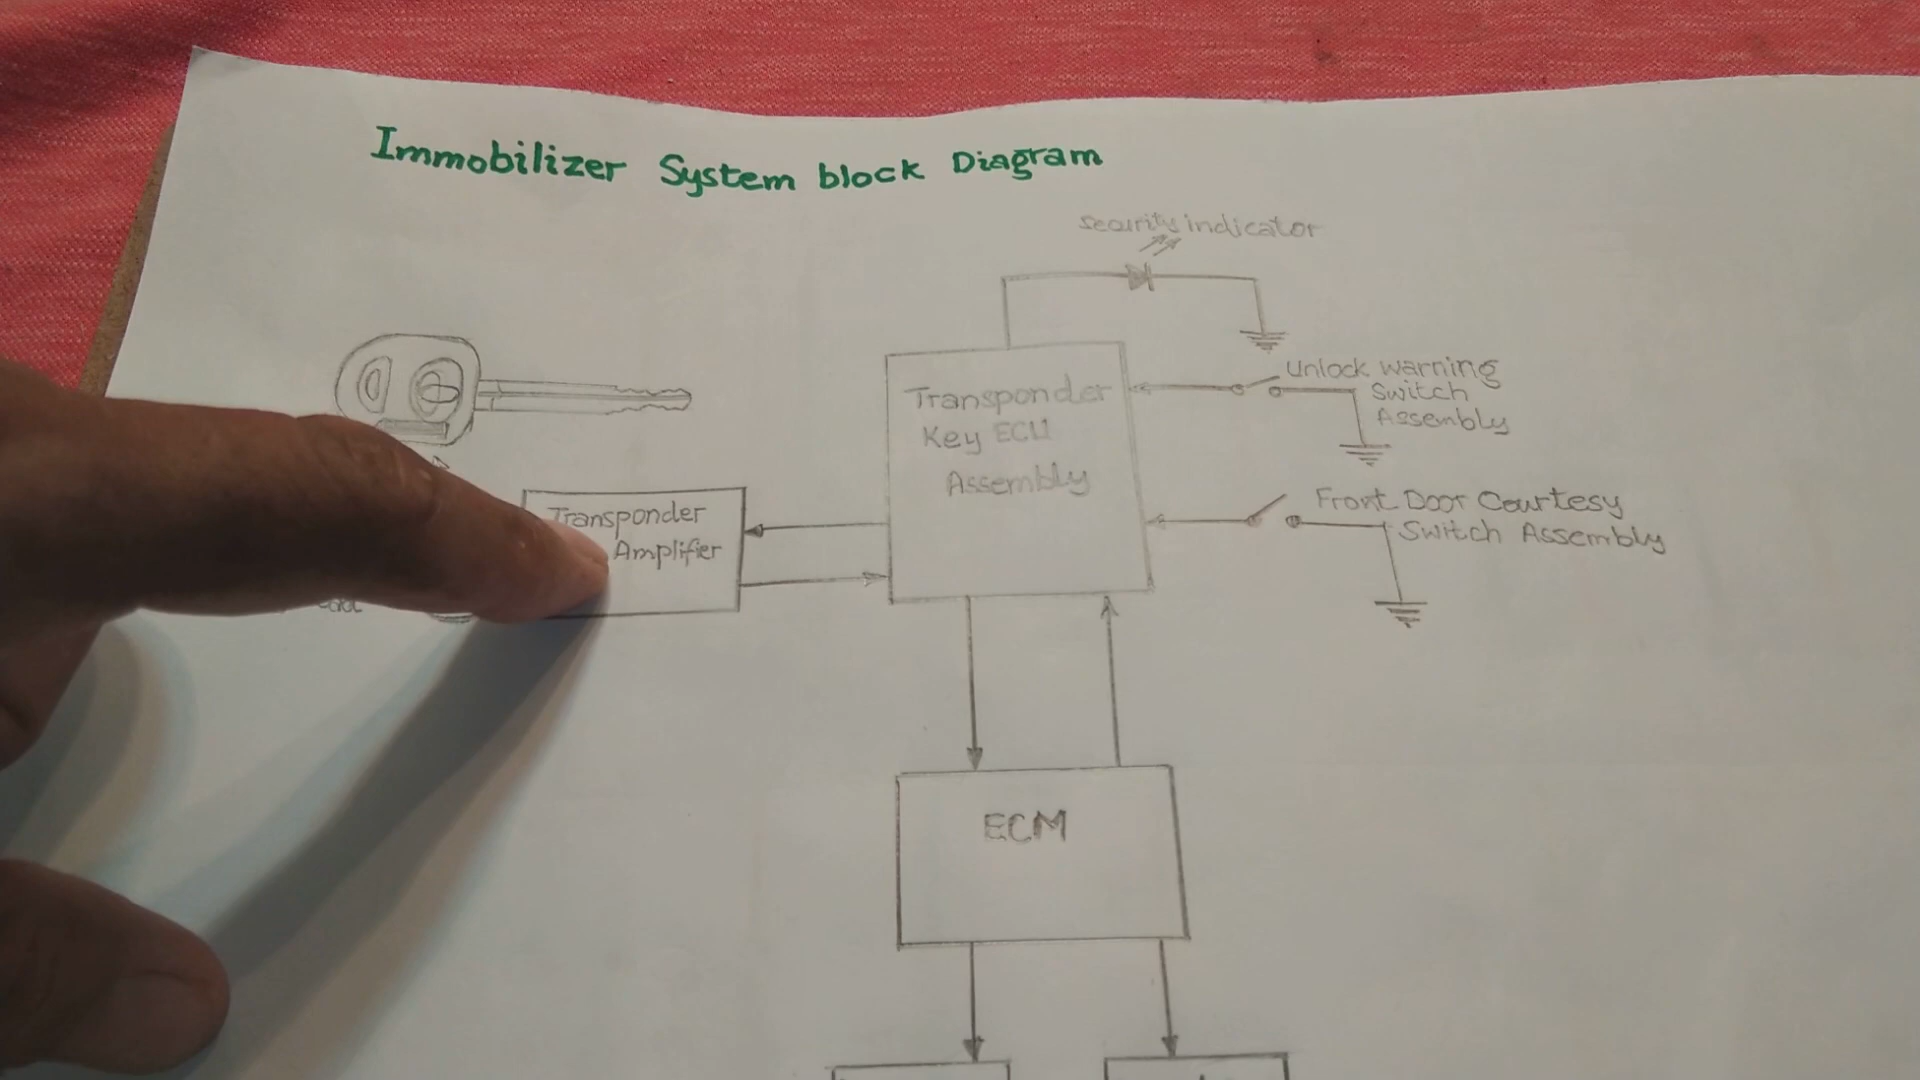 Immobilizer System block Diagram
security indicator
Unlock warning
Switch
Assembly
Transponder
Key ECU
Assembly
Front Door Courtesy
Switch Assembly
Transponder
Amplifier
ECM